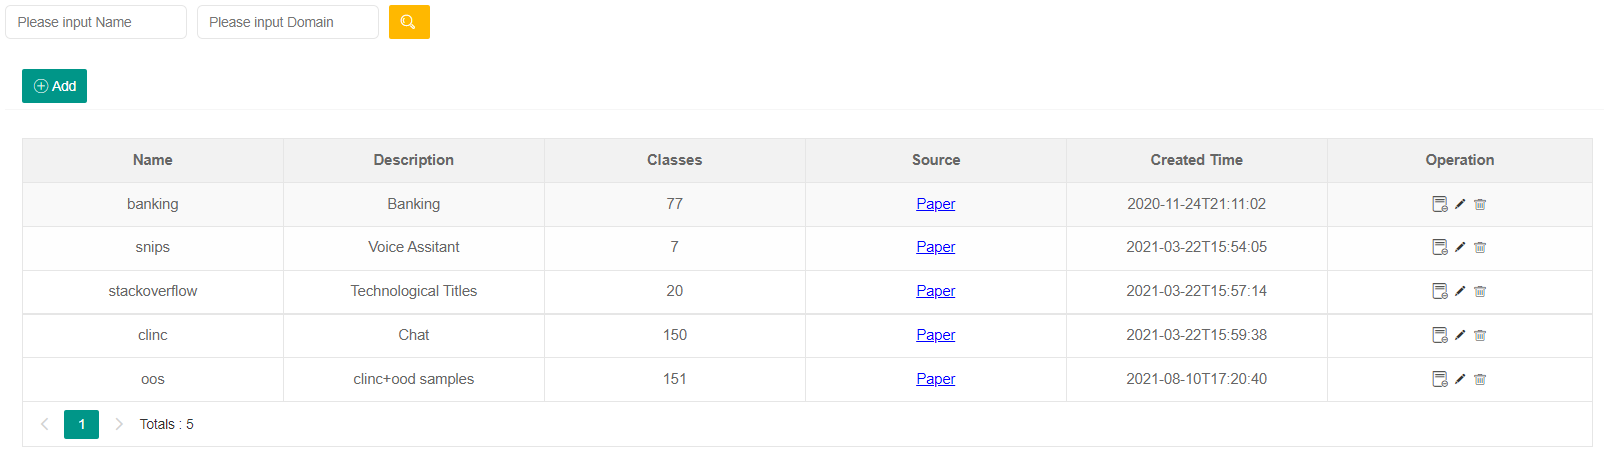 Please input Name Please input Domain
Add
Name Description Classes Source Created Time Operation
banking Banking 77 Paper 2020-11-24T21:11:02
snips Voice Assitant 7 Paper 2021-03-22T15:54:05
stackoverflow Technological Titles 20 Paper 2021-03-22T15:57:14
clinc Chat 150 Paper 2021-03-22T15:59:38
oos clinc+ood samples 151 Paper 2021-08-10T17:20:40
1 Totals : 5